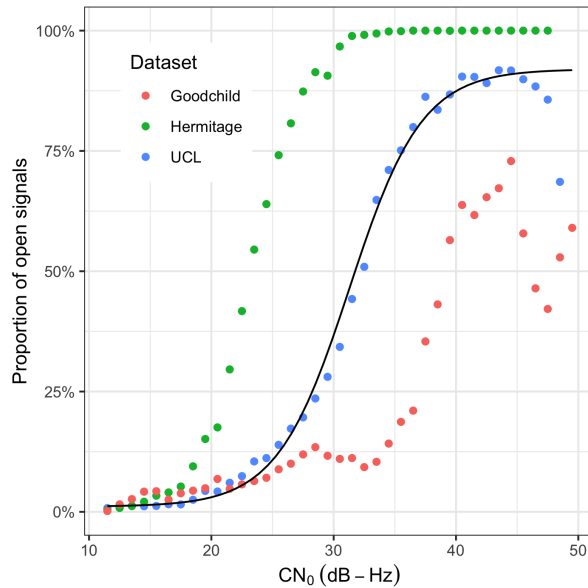 100%
75%
50%
25%
0%
Proportion of open signals
Dataset
Goodchild
Hermitage
UCL
10 20 30 40 50
CN₀ (dB − Hz)